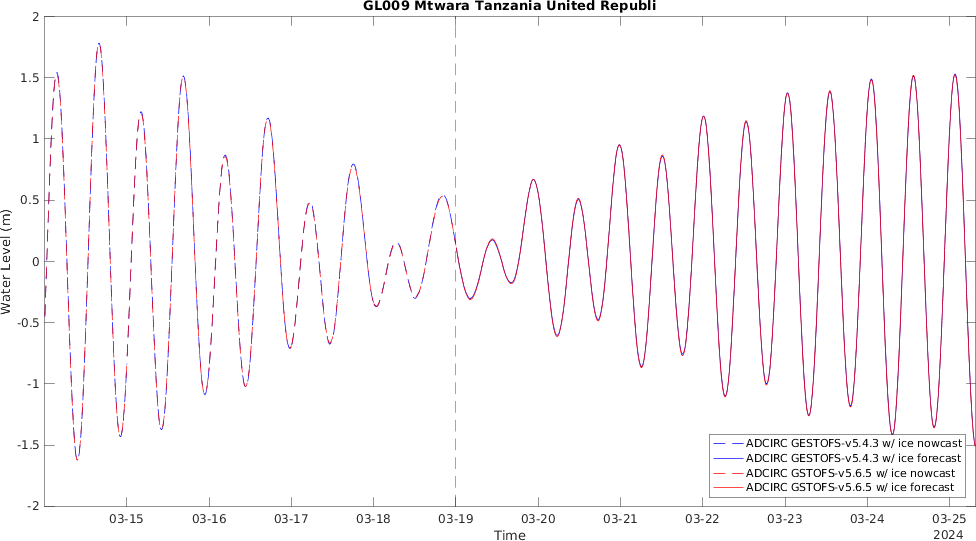 GL009 Mtwara Tanzania United Republi
2
1.5
1
0.5
0
-0.5
-1
-1.5
-2
Water Level (m)
ADCIRC GESTOFS-v5.4.3 w/ ice nowcast
ADCIRC GESTOFS-v5.4.3 w/ ice forecast
ADCIRC GSTOFS-v5.6.5 w/ ice nowcast
ADCIRC GSTOFS-v5.6.5 w/ ice forecast
03-15 03-16 03-17 03-18 03-19 03-20 03-21 03-22 03-23 03-24 03-25
2024
Time